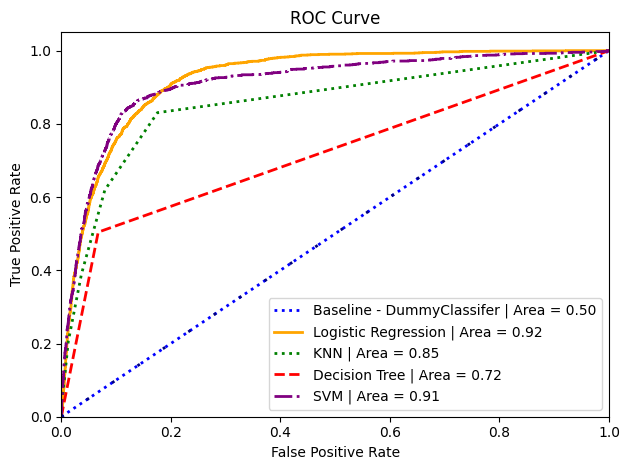 ROC Curve
1.0
0.8
0.6
0.4
0.2
0.0
True Positive Rate
Baseline - DummyClassifer | Area = 0.50
Logistic Regression | Area = 0.92
KNN | Area = 0.85
Decision Tree | Area = 0.72
SVM | Area = 0.91
0.0 0.2 0.4 0.6 0.8 1.0
False Positive Rate